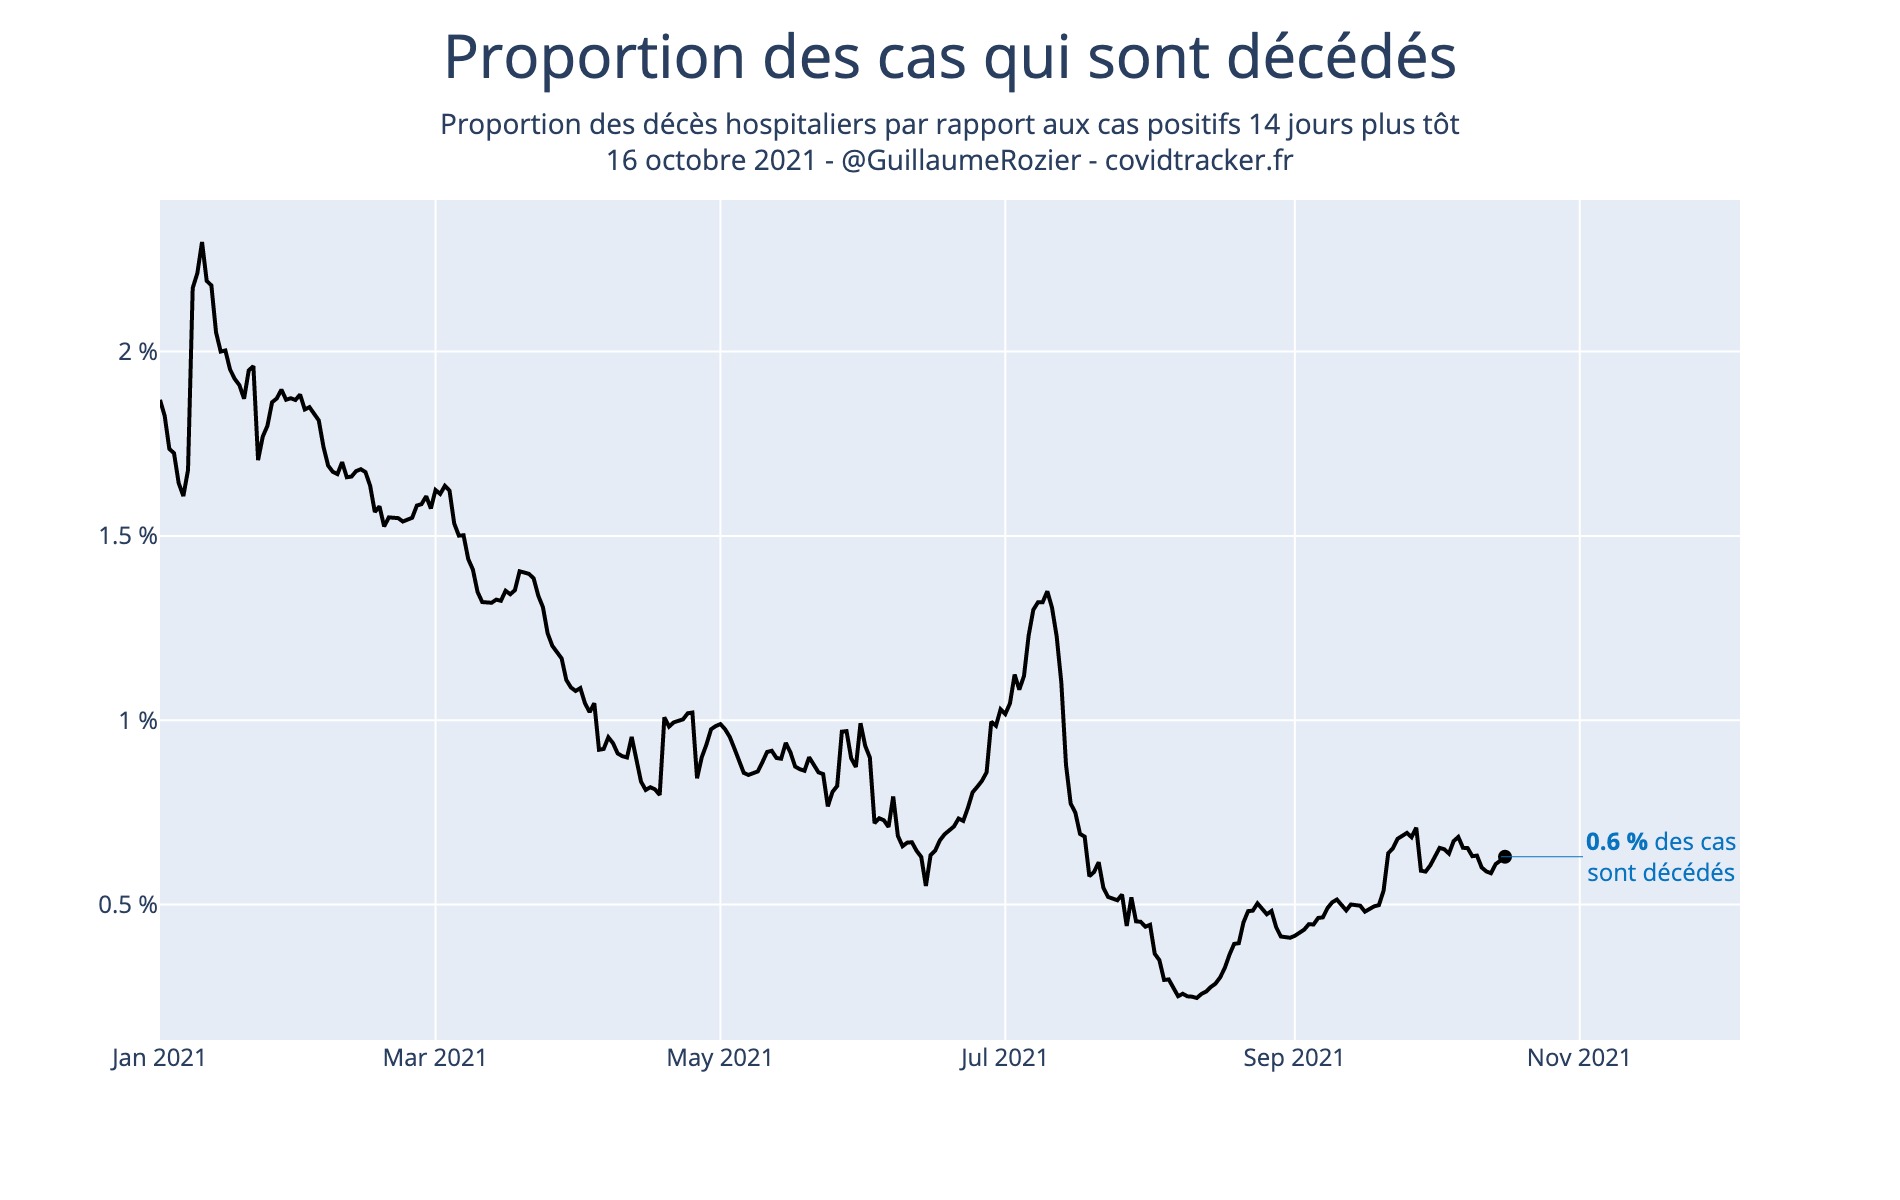 Proportion des cas qui sont décédés
Proportion des décès hospitaliers par rapport aux cas positifs 14 jours plus tôt
16 octobre 2021 - @GuillaumeRozier - covidtracker.fr
2 %
1.5 %
1 %
0.5 %
0.6 % des cas
sont décédés
Jan 2021
Mar 2021
May 2021
Jul 2021
Sep 2021
Nov 2021